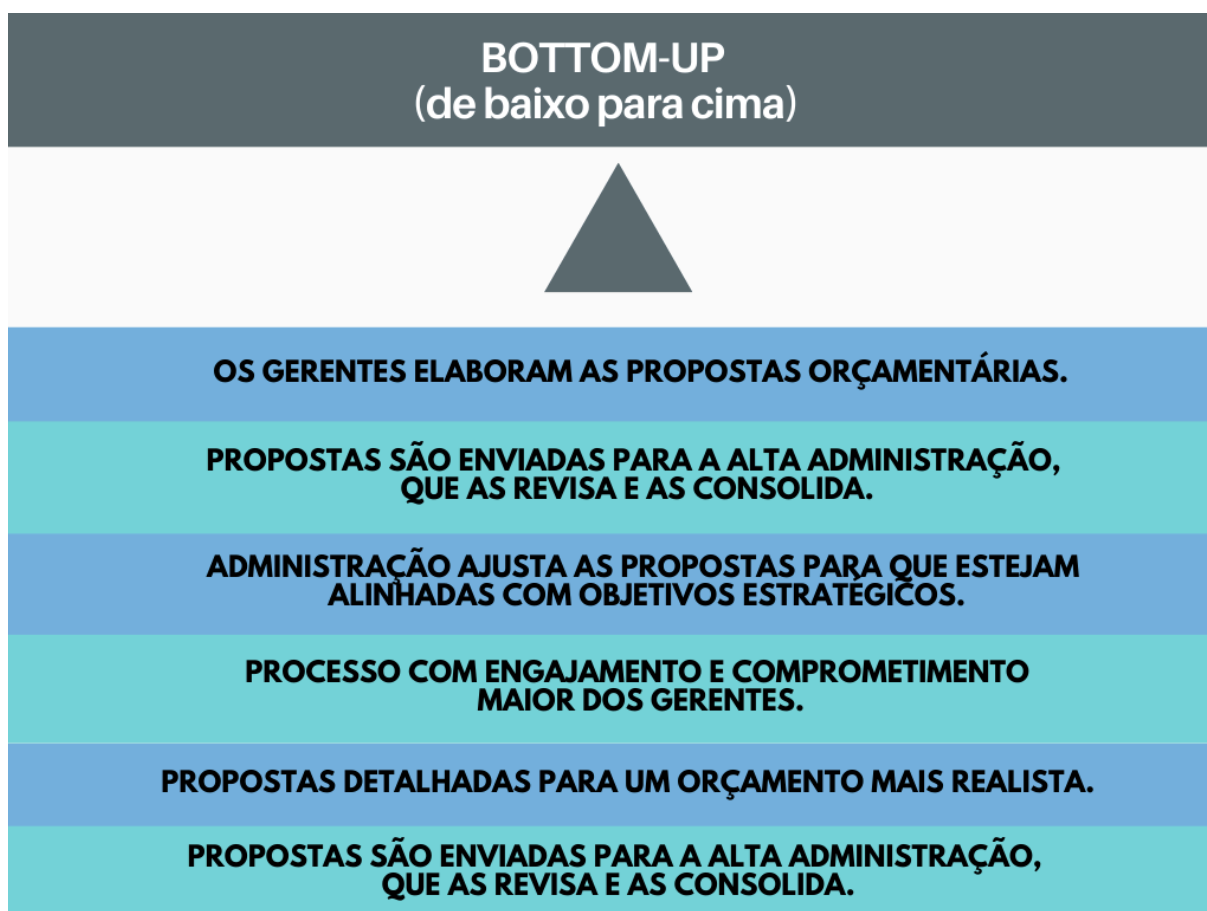 BOTTOM-UP
(de baixo para cima)
OS GERENTES ELABORAM AS PROPOSTAS ORÇAMENTÁRIAS.
PROPOSTAS SÃO ENVIADAS PARA A ALTA ADMINISTRAÇÃO,
QUE AS REVISA E AS CONSOLIDA.
ADMINISTRAÇÃO AJUSTA AS PROPOSTAS PARA QUE ESTEJAM
ALINHADAS COM OBJETIVOS ESTRATÉGICOS.
PROCESSO COM ENGAJAMENTO E COMPROMETIMENTO
MAIOR DOS GERENTES.
PROPOSTAS DETALHADAS PARA UM ORÇAMENTO MAIS REALISTA.
PROPOSTAS SÃO ENVIADAS PARA A ALTA ADMINISTRAÇÃO,
QUE AS REVISA E AS CONSOLIDA.